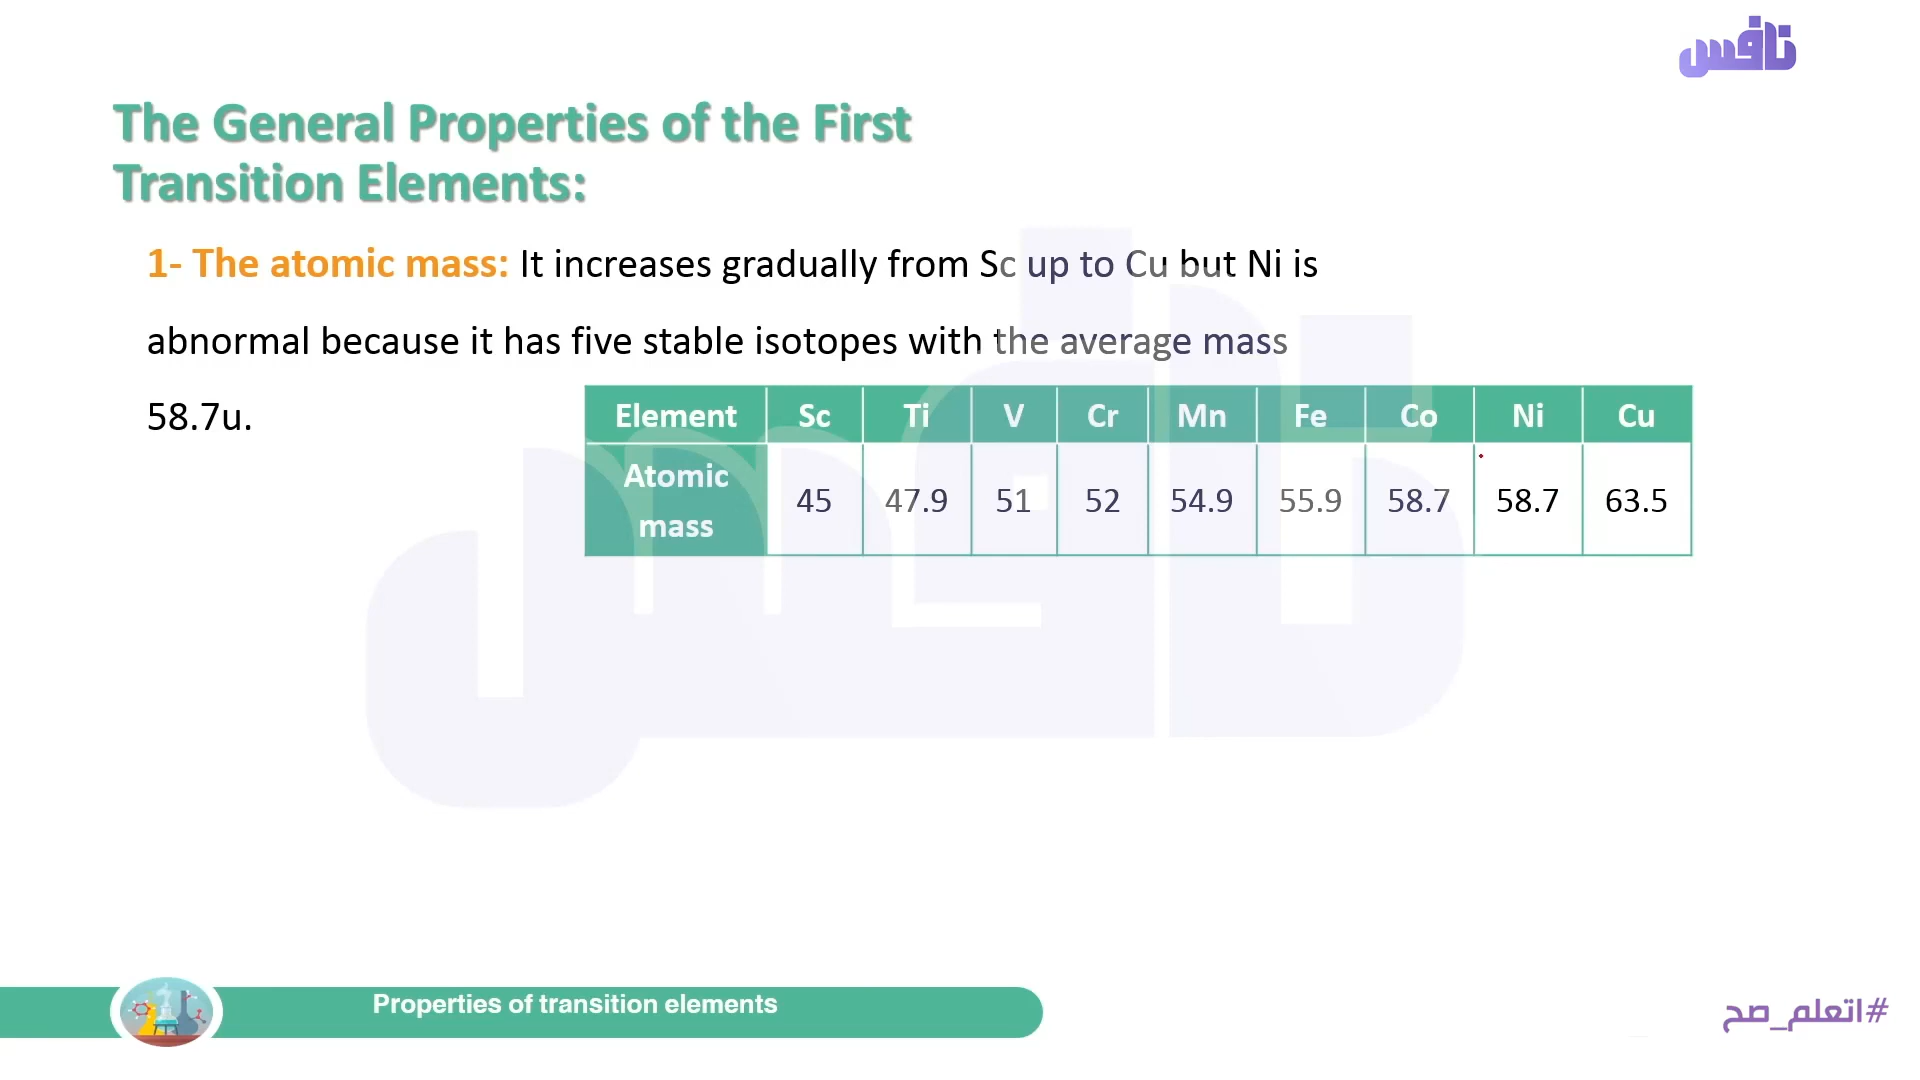 نافس
The General Properties of the First
Transition Elements:
1- The atomic mass: It increases gradually from Sc up to Cu but Ni is
abnormal because it has five stable isotopes with the average mass
58.7u.
Element Sc Ti V Cr Mn Fe Co Ni Cu
Atomic mass 45 47.9 51 52 54.9 55.9 58.7 58.7 63.5
Properties of transition elements
#اتعلم_صح